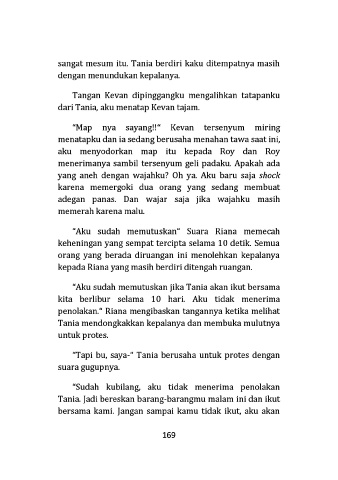 sangat mesum itu. Tania berdiri kaku ditempatnya masih
dengan menundukan kepalanya.
Tangan Kevan dipinggangku mengalihkan tatapanku
dari Tania, aku menatap Kevan tajam.
"Map nya sayang!!" Kevan tersenyum miring
menatapku dan ia sedang berusaha menahan tawa saat ini,
aku menyodorkan map itu kepada Roy dan Roy
menerimanya sambil tersenyum geli padaku. Apakah ada
yang aneh dengan wajahku? Oh ya. Aku baru saja shock
karena memergoki dua orang yang sedang membuat
adegan panas. Dan wajar saja jika wajahku masih
memerah karena malu.
"Aku sudah memutuskan" Suara Riana memecah
keheningan yang sempat tercipta selama 10 detik. Semua
orang yang berada diruangan ini menolehkan kepalanya
kepada Riana yang masih berdiri ditengah ruangan.
"Aku sudah memutuskan jika Tania akan ikut bersama
kita berlibur selama 10 hari. Aku tidak menerima
penolakan." Riana mengibaskan tangannya ketika melihat
Tania mendongkakkan kepalanya dan membuka mulutnya
untuk protes.
"Tapi bu, saya-" Tania berusaha untuk protes dengan
suara gugupnya.
"Sudah kubilang, aku tidak menerima penolakan
Tania. Jadi bereskan barang-barangmu malam ini dan ikut
bersama kami. Jangan sampai kamu tidak ikut, aku akan
169